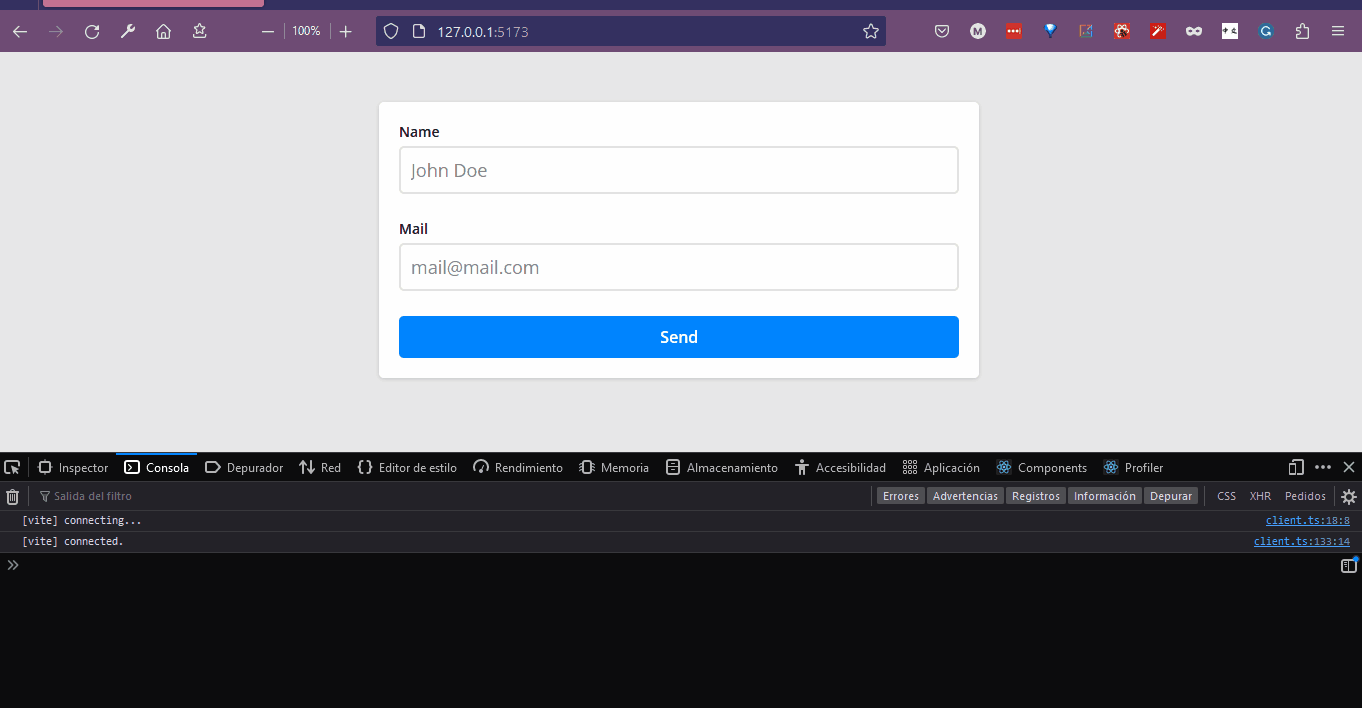 100%
127.0.0.1:5173
M
Name
John Doe
Mail
mail@mail.com
Send
Inspector Consola Depurador Red Editor de estilo Rendimiento Memoria Almacenamiento Accesibilidad Aplicación Components Profiler
Salida del filtro Errores Advertencias Registros Información Depurar CSS XHR Pedidos
[vite] connecting... client.ts:18:8
[vite] connected. client.ts:133:14